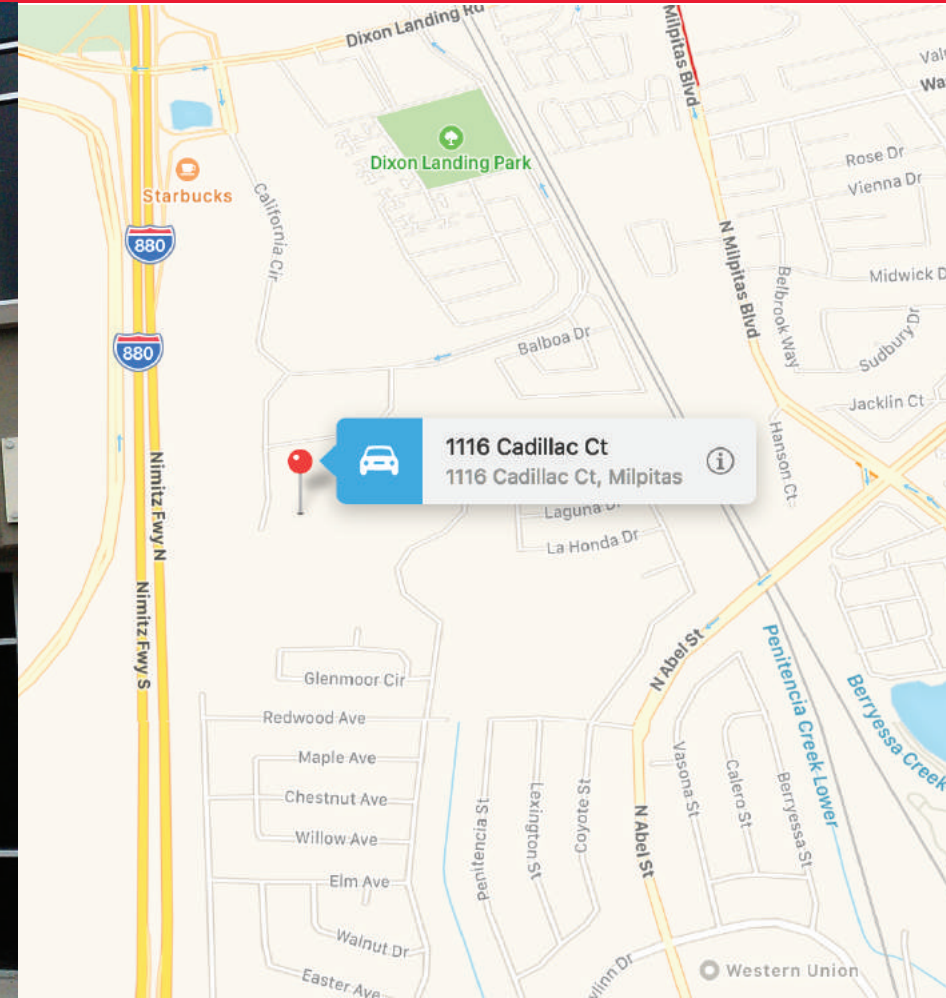 Dixon Landing Rd
Milpitas Blvd
Rose Dr
Vienna Dr
Dixon Landing Park
Starbucks
California Cir
880
N Milpitas Blvd
Belbrook Way
Midwick D
Sudbury Dr
880
Balboa Dr
Jacklin Ct
Hanson Ct
1116 Cadillac Ct
1116 Cadillac Ct, Milpitas
Nimitz Fwy N
Laguna D
La Honda Dr
Nimitz Fwy S
N Abel St
Penitencia Creek Lower
Berryessa Creek
Glenmoor Cir
Redwood Ave
Maple Ave
Chestnut Ave
Willow Ave
Elm Ave
Walnut Dr
Easter Ave
Penitencia St
Lexington St
Coyote St
N Abel St
Vasona St
Calero St
Berryessa St
ylinn Dr
Western Union